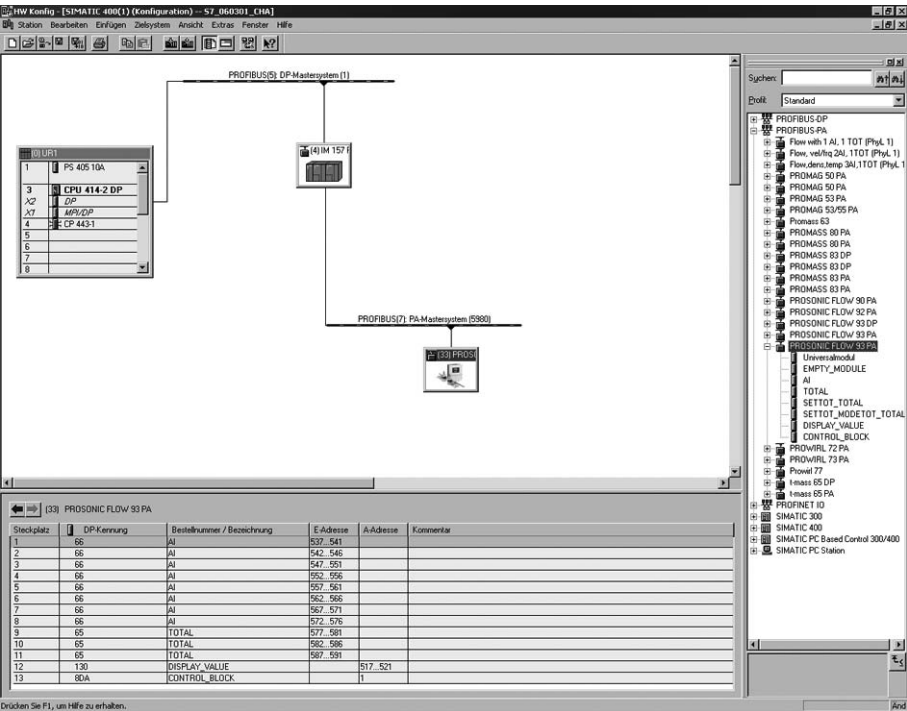 HW Konfig - [SIMATIC 400(1) (Konfiguration) -- S7_060301_CHA]
Station Bearbeiten Einfügen Zielsystem Ansicht Extras Fenster Hilfe
PROFIBUS(5): DP-Mastersystem (1)
(4) IM 157
(0) UR1
1 PS 405 10A
3 CPU 414-2 DP
X2 DP
X1 MPI/DP
4 CP 443-1
5
6
7
8
PROFIBUS(7): PA-Mastersystem (5980)
(33) PROSO
Suchen:
Profil: Standard
PROFIBUS-DP
PROFIBUS-PA
Flow with 1 AI, 1 TOT (PhyL 1)
Flow, vel/frq 2AI, 1TOT (PhyL 1)
Flow,dens,temp 3AI,1TOT (PhyL 1
PROMAG 50 PA
PROMAG 50 PA
PROMAG 53 PA
PROMAG 53/55 PA
Promass 63
PROMASS 80 PA
PROMASS 80 PA
PROMASS 83 DP
PROMASS 83 DP
PROMASS 83 PA
PROMASS 83 PA
PROSONIC FLOW 90 PA
PROSONIC FLOW 92 PA
PROSONIC FLOW 93 DP
PROSONIC FLOW 93 PA
PROSONIC FLOW 93 PA
Universalmodul
EMPTY_MODULE
AI
TOTAL
SETTOT_TOTAL
SETTOT_MODETOT_TOTAL
DISPLAY_VALUE
CONTROL_BLOCK
PROWIRL 72 PA
PROWIRL 73 PA
Prowirl 77
t-mass 65 DP
t-mass 65 PA
PROFINET IO
SIMATIC 300
SIMATIC 400
SIMATIC PC Based Control 300/400
SIMATIC PC Station
(33) PROSONIC FLOW 93 PA
Steckplatz DP-Kennung Bestellnummer / Bezeichnung E-Adresse A-Adresse Kommentar
1 66 AI 537...541
2 66 AI 542...546
3 66 AI 547...551
4 66 AI 552...556
5 66 AI 557...561
6 66 AI 562...566
7 66 AI 567...571
8 66 AI 572...576
9 65 TOTAL 577...581
10 65 TOTAL 582...586
11 65 TOTAL 587...591
12 130 DISPLAY_VALUE 517...521
13 8DA CONTROL_BLOCK 1
Drücken Sie F1, um Hilfe zu erhalten.
Änd